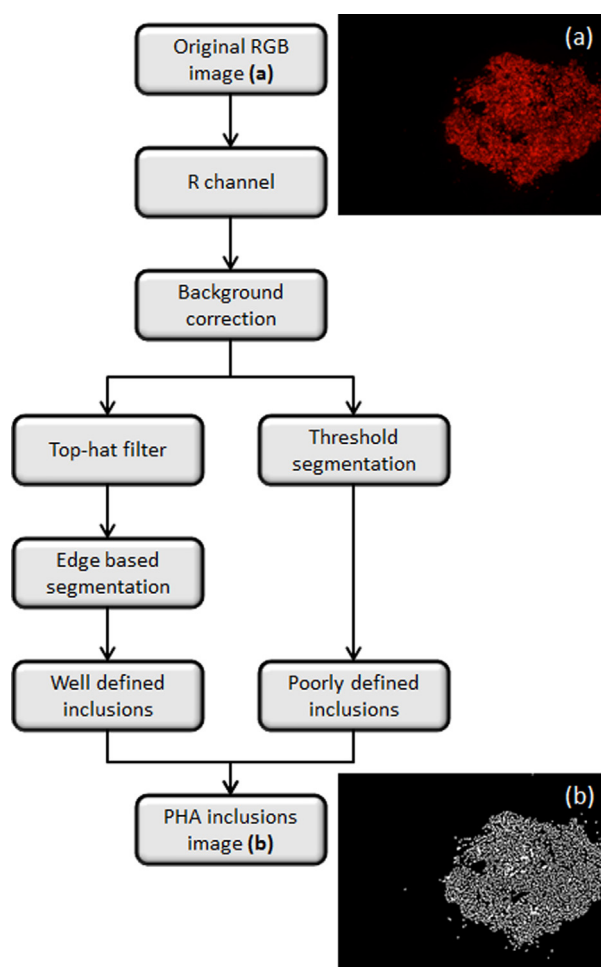 Original RGB
image (a)
(a)
R channel
Background
correction
Top-hat filter
Threshold
segmentation
Edge based
segmentation
Well defined
inclusions
Poorly defined
inclusions
PHA inclusions
image (b)
(b)